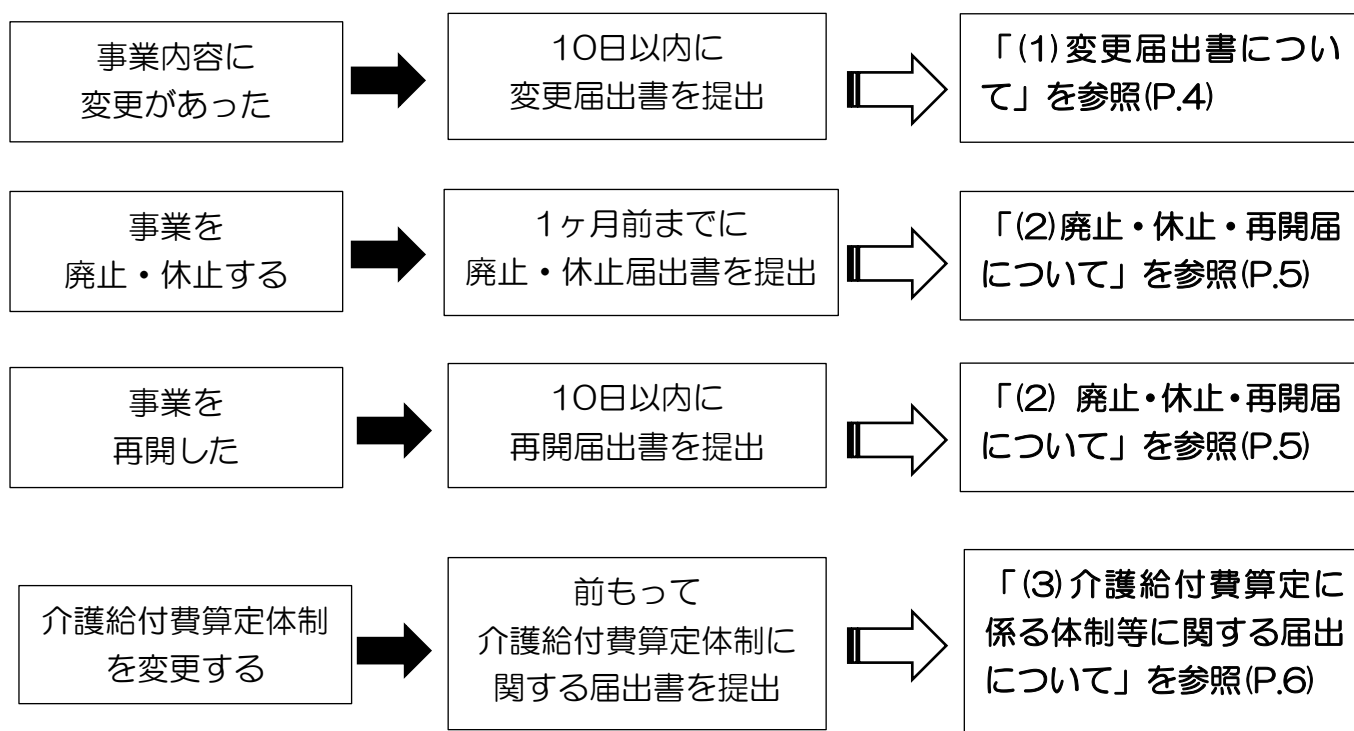 事業内容に
変更があった
10日以内に
変更届出書を提出
「(1)変更届出書につい
て」を参照(P.4)
事業を
廃止・休止する
1ヶ月前までに
廃止・休止届出書を提出
「(2)廃止・休止・再開届
について」を参照(P.5)
事業を
再開した
10日以内に
再開届出書を提出
「(2) 廃止・休止・再開届
について」を参照(P.5)
介護給付費算定体制
を変更する
前もって
介護給付費算定体制に
関する届出書を提出
「(3)介護給付費算定に
係る体制等に関する届出
について」を参照(P.6)